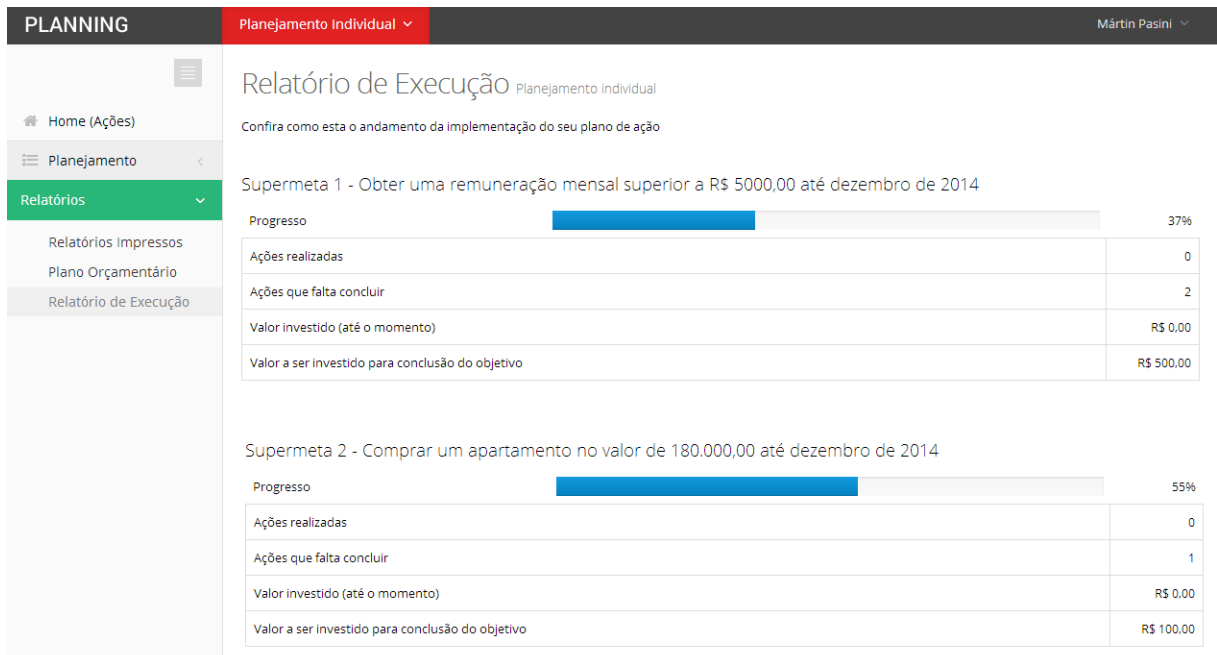 PLANNING
Planejamento Individual
Mártin Pasini
Home (Ações)
Planejamento
Relatórios
Relatórios Impressos
Plano Orçamentário
Relatório de Execução
Relatório de Execução Planejamento individual
Confira como esta o andamento da implementação do seu plano de ação
Supermeta 1 - Obter uma remuneração mensal superior a R$ 5000,00 até dezembro de 2014
Progresso 37%
Ações realizadas 0
Ações que falta concluir 2
Valor investido (até o momento) R$ 0,00
Valor a ser investido para conclusão do objetivo R$ 500,00
Supermeta 2 - Comprar um apartamento no valor de 180.000,00 até dezembro de 2014
Progresso 55%
Ações realizadas 0
Ações que falta concluir 1
Valor investido (até o momento) R$ 0,00
Valor a ser investido para conclusão do objetivo R$ 100,00